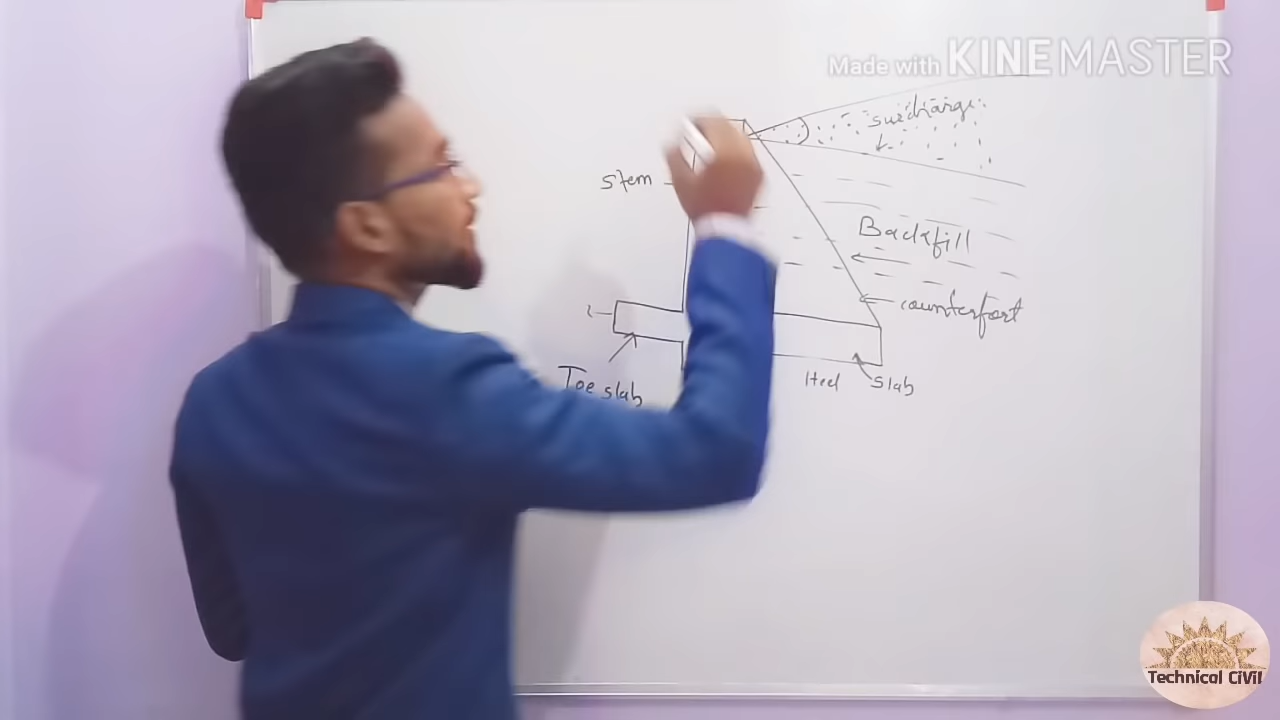 Made with KINEMASTER
surcharge
stem
Backfill
counterfort
Toe slab
Heel slab
Technical Civil